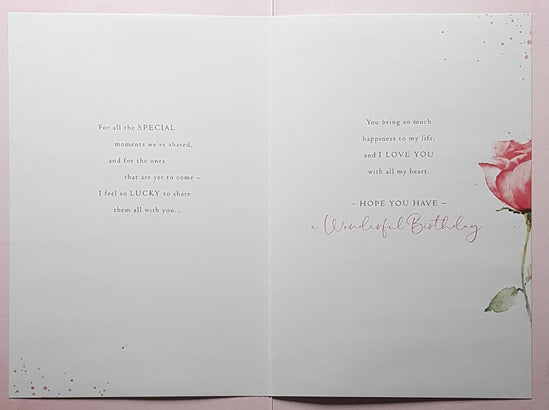 For all the SPECIAL
moments we've shared,
and for the ones
that are yet to come –
I feel so LUCKY to share
them all with you...
You bring so much
happiness to my life,
and I LOVE YOU
with all my heart.
– HOPE YOU HAVE –
a Wonderful Birthday